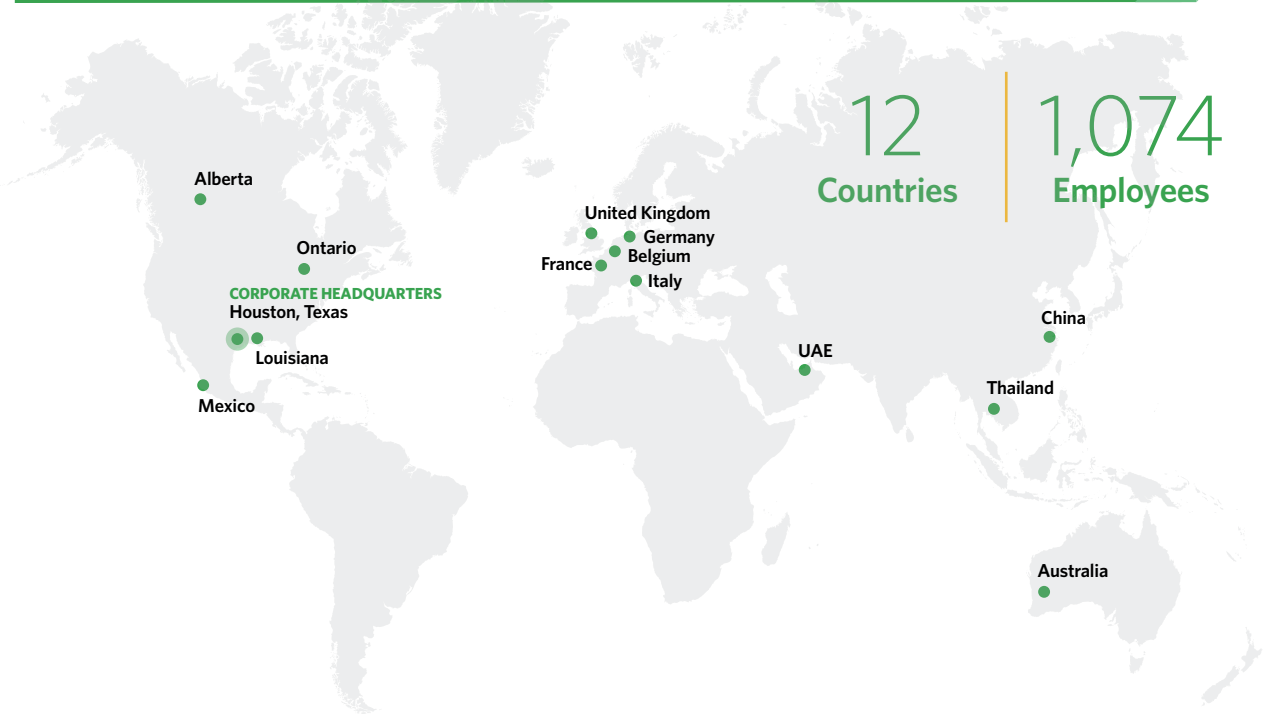 12
Countries
1,074
Employees
Alberta
Ontario
CORPORATE HEADQUARTERS
Houston, Texas
Louisiana
Mexico
United Kingdom
Germany
Belgium
France
Italy
UAE
China
Thailand
Australia